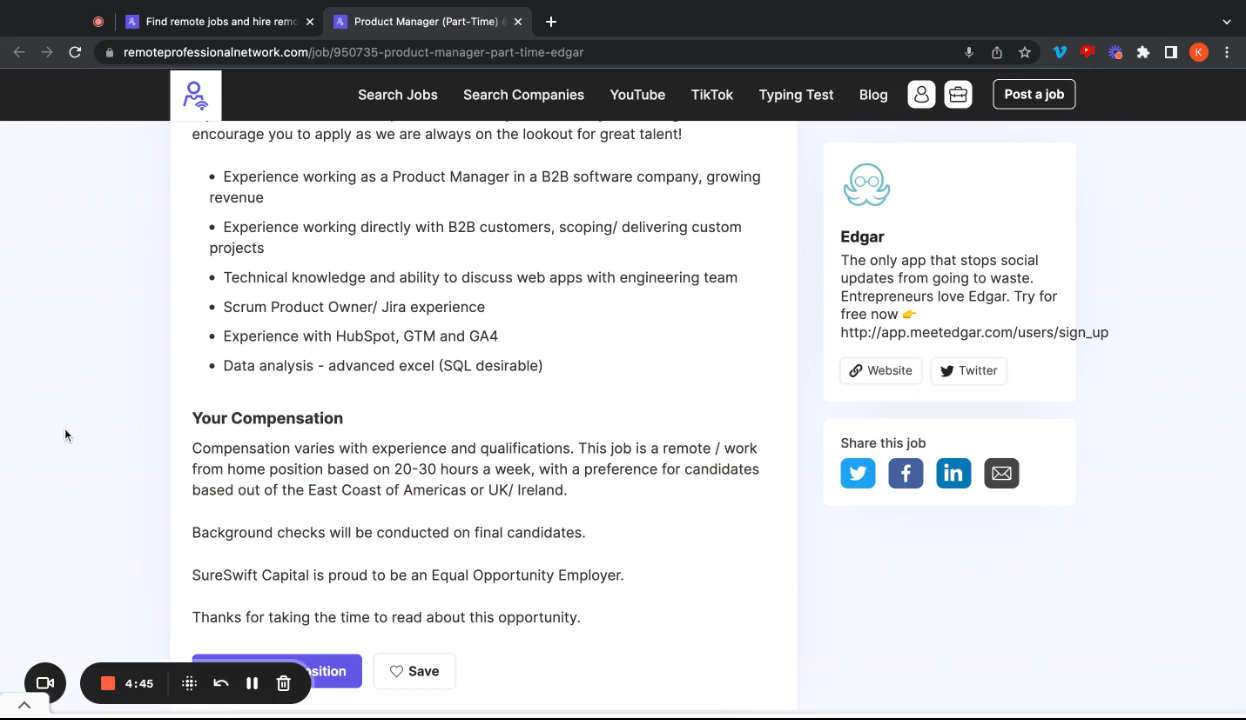 Find remote jobs and hire remo
Product Manager (Part-Time)
remoteprofessionalnetwork.com/job/950735-product-manager-part-time-edgar
K
Search Jobs
Search Companies
YouTube
TikTok
Typing Test
Blog
Post a job
encourage you to apply as we are always on the lookout for great talent!
• Experience working as a Product Manager in a B2B software company, growing
revenue
• Experience working directly with B2B customers, scoping/ delivering custom
projects
• Technical knowledge and ability to discuss web apps with engineering team
• Scrum Product Owner/ Jira experience
• Experience with HubSpot, GTM and GA4
• Data analysis - advanced excel (SQL desirable)
Your Compensation
Compensation varies with experience and qualifications. This job is a remote / work
from home position based on 20-30 hours a week, with a preference for candidates
based out of the East Coast of Americas or UK/ Ireland.
Background checks will be conducted on final candidates.
SureSwift Capital is proud to be an Equal Opportunity Employer.
Thanks for taking the time to read about this opportunity.
sition
Save
4:45
Edgar
The only app that stops social
updates from going to waste.
Entrepreneurs love Edgar. Try for
free now 👉
http://app.meetedgar.com/users/sign_up
Website
Twitter
Share this job